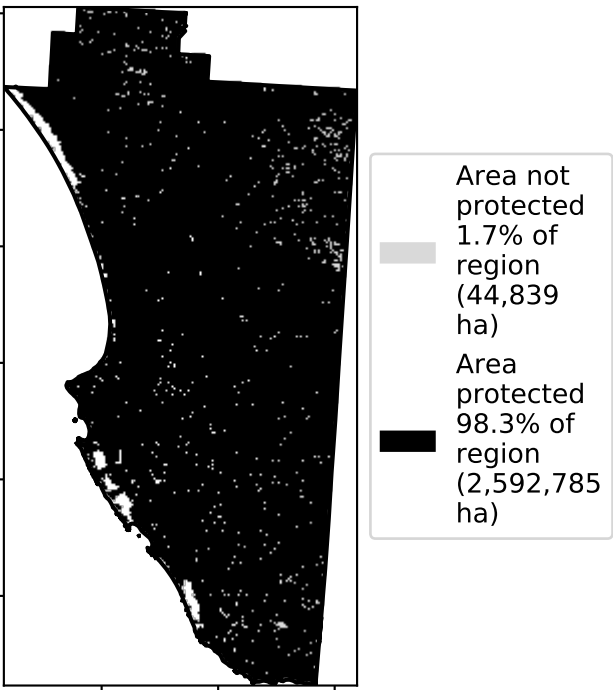 Area not
protected
1.7% of
region
(44,839
ha)
Area
protected
98.3% of
region
(2,592,785
ha)